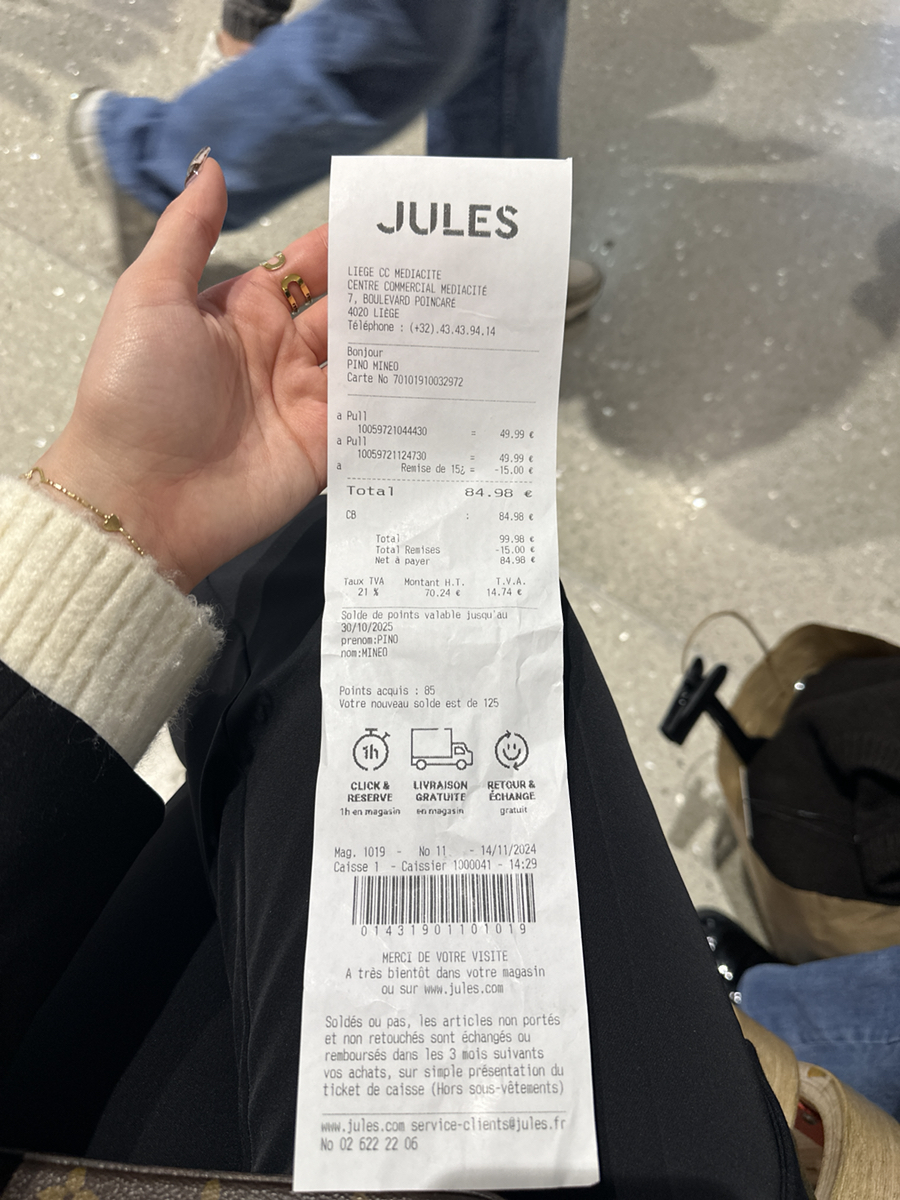 JULES
LIEGE CC MEDIACITE
CENTRE COMMERCIAL MEDIACITE
7, BOULEVARD POINCARE
4020 LIÈGE
Téléphone : (+32).43.43.94.14
Bonjour
PINO MINEO
Carte No 70101910032972
a Pull
10059721044430 = 49.99 €
a Pull
10059721124730 = 49.99 €
a Remise de 15¿ = -15.00 €
Total 84.98 €
CB : 84.98 €
Total 99.98 €
Total Remises -15.00 €
Net à payer 84.98 €
Taux TVA Montant H.T. T.V.A.
21 % 70.24 € 14.74 €
Solde de points valable jusqu'au
30/10/2025
prenom:PINO
nom:MINEO
Points acquis : 85
Votre nouveau solde est de 125
1h
CLICK & LIVRAISON RETOUR &
RESERVE GRATUITE ÉCHANGE
1h en magasin en magasin gratuit
Mag. 1019 - No 11 - 14/11/2024
Caisse 1 - Caissier 1000041 - 14:29
01431901101019
MERCI DE VOTRE VISITE
A très bientôt dans votre magasin
ou sur www.jules.com
Soldés ou pas, les articles non portés
et non retouchés sont échangés ou
remboursés dans les 3 mois suivants
vos achats, sur simple présentation du
ticket de caisse (Hors sous-vêtements)
www.jules.com service-clients@jules.fr
No 02 622 22 06